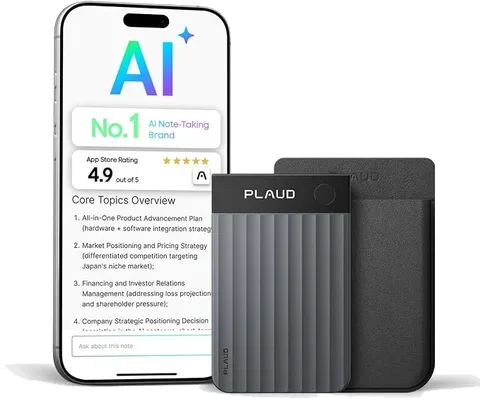 AI
No.1 AI Note-Taking
Brand
App Store Rating
4.9 out of 5
Core Topics Overview
1. All-in-One Product Advancement Plan
(hardware + software integration strategy
2. Market Positioning and Pricing Strategy
(differentiated competition targeting
Japan's niche market);
3. Financing and Investor Relations
Management (addressing loss projection
and shareholder pressure);
4. Company Strategic Positioning Decision
Ask about this note
PLAUD
PLAUD
PLAUD